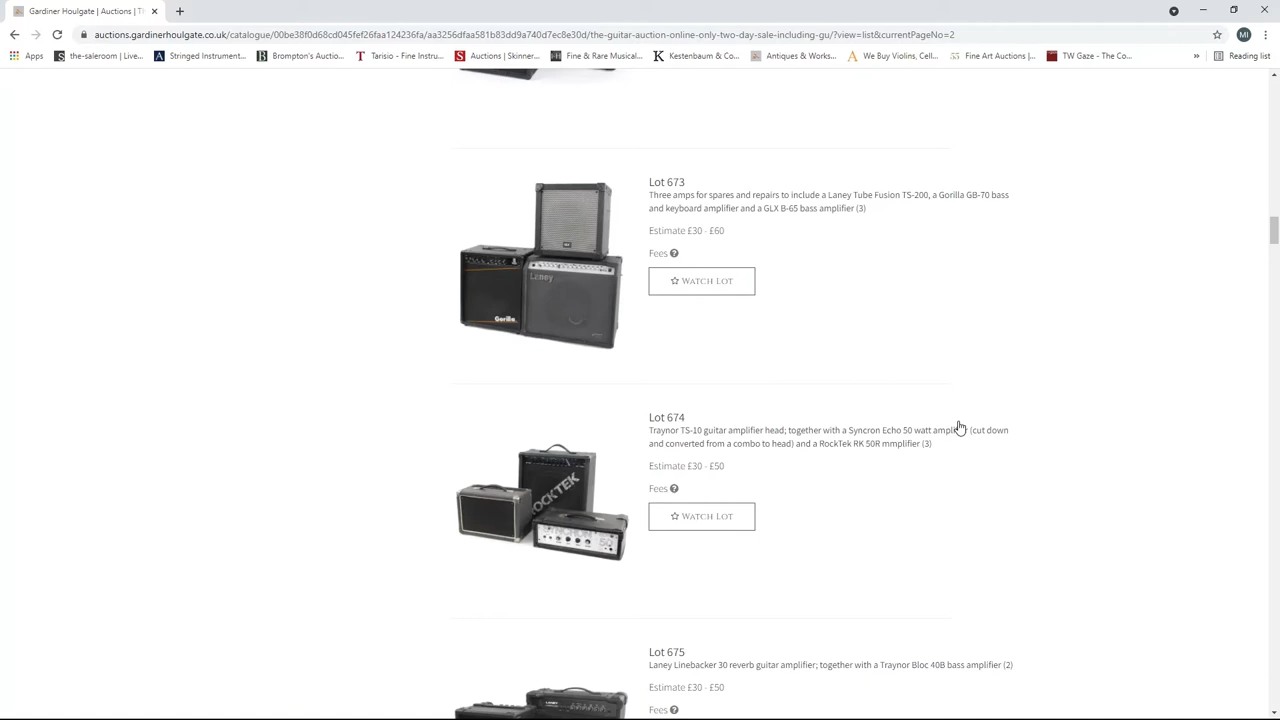 Gardiner Houlgate | Auctions | Th
auctions.gardinerhoulgate.co.uk/catalogue/00be38f0d68cd045fef26faa124236fa/aa3256dfaa581b83dd9a740d7ec8e30d/the-guitar-auction-online-only-two-day-sale-including-gu/?view=list&currentPageNo=2
MI
Apps
the-saleroom | Live...
Stringed Instrument...
Brompton's Auctio...
Tarisio - Fine Instru...
Auctions | Skinner...
Fine & Rare Musical...
Kestenbaum & Co...
Antiques & Works...
We Buy Violins, Cell...
Fine Art Auctions |...
TW Gaze - The Co...
»
Reading list
Lot 673
Three amps for spares and repairs to include a Laney Tube Fusion TS-200, a Gorilla GB-70 bass
and keyboard amplifier and a GLX B-65 bass amplifier (3)
Estimate £30 - £60
Fees ?
WATCH LOT
Laney
Gorilla
Lot 674
Traynor TS-10 guitar amplifier head; together with a Syncron Echo 50 watt amplifier (cut down
and converted from a combo to head) and a RockTek RK 50R mmplifier (3)
Estimate £30 - £50
Fees ?
WATCH LOT
ROCKTEK
50
Lot 675
Laney Linebacker 30 reverb guitar amplifier; together with a Traynor Bloc 40B bass amplifier (2)
Estimate £30 - £50
Fees ?
LANEY